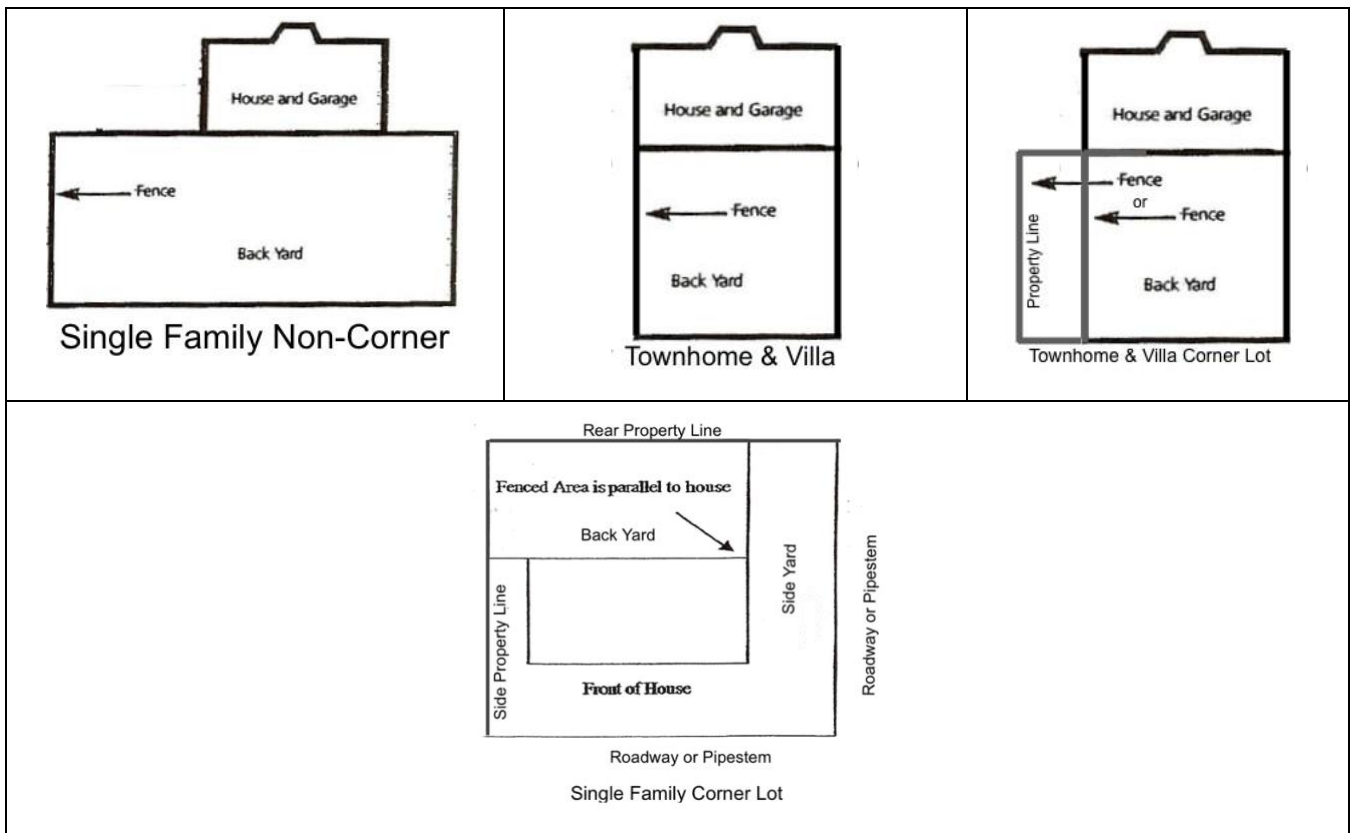 House and Garage
Fence
Back Yard
Single Family Non-Corner
House and Garage
Fence
Back Yard
Townhome & Villa
House and Garage
Fence
or
Fence
Property Line
Back Yard
Townhome & Villa Corner Lot
Rear Property Line
Fenced Area is parallel to house
Back Yard
Side Yard
Roadway or Pipestem
Side Property Line
Front of House
Roadway or Pipestem
Single Family Corner Lot